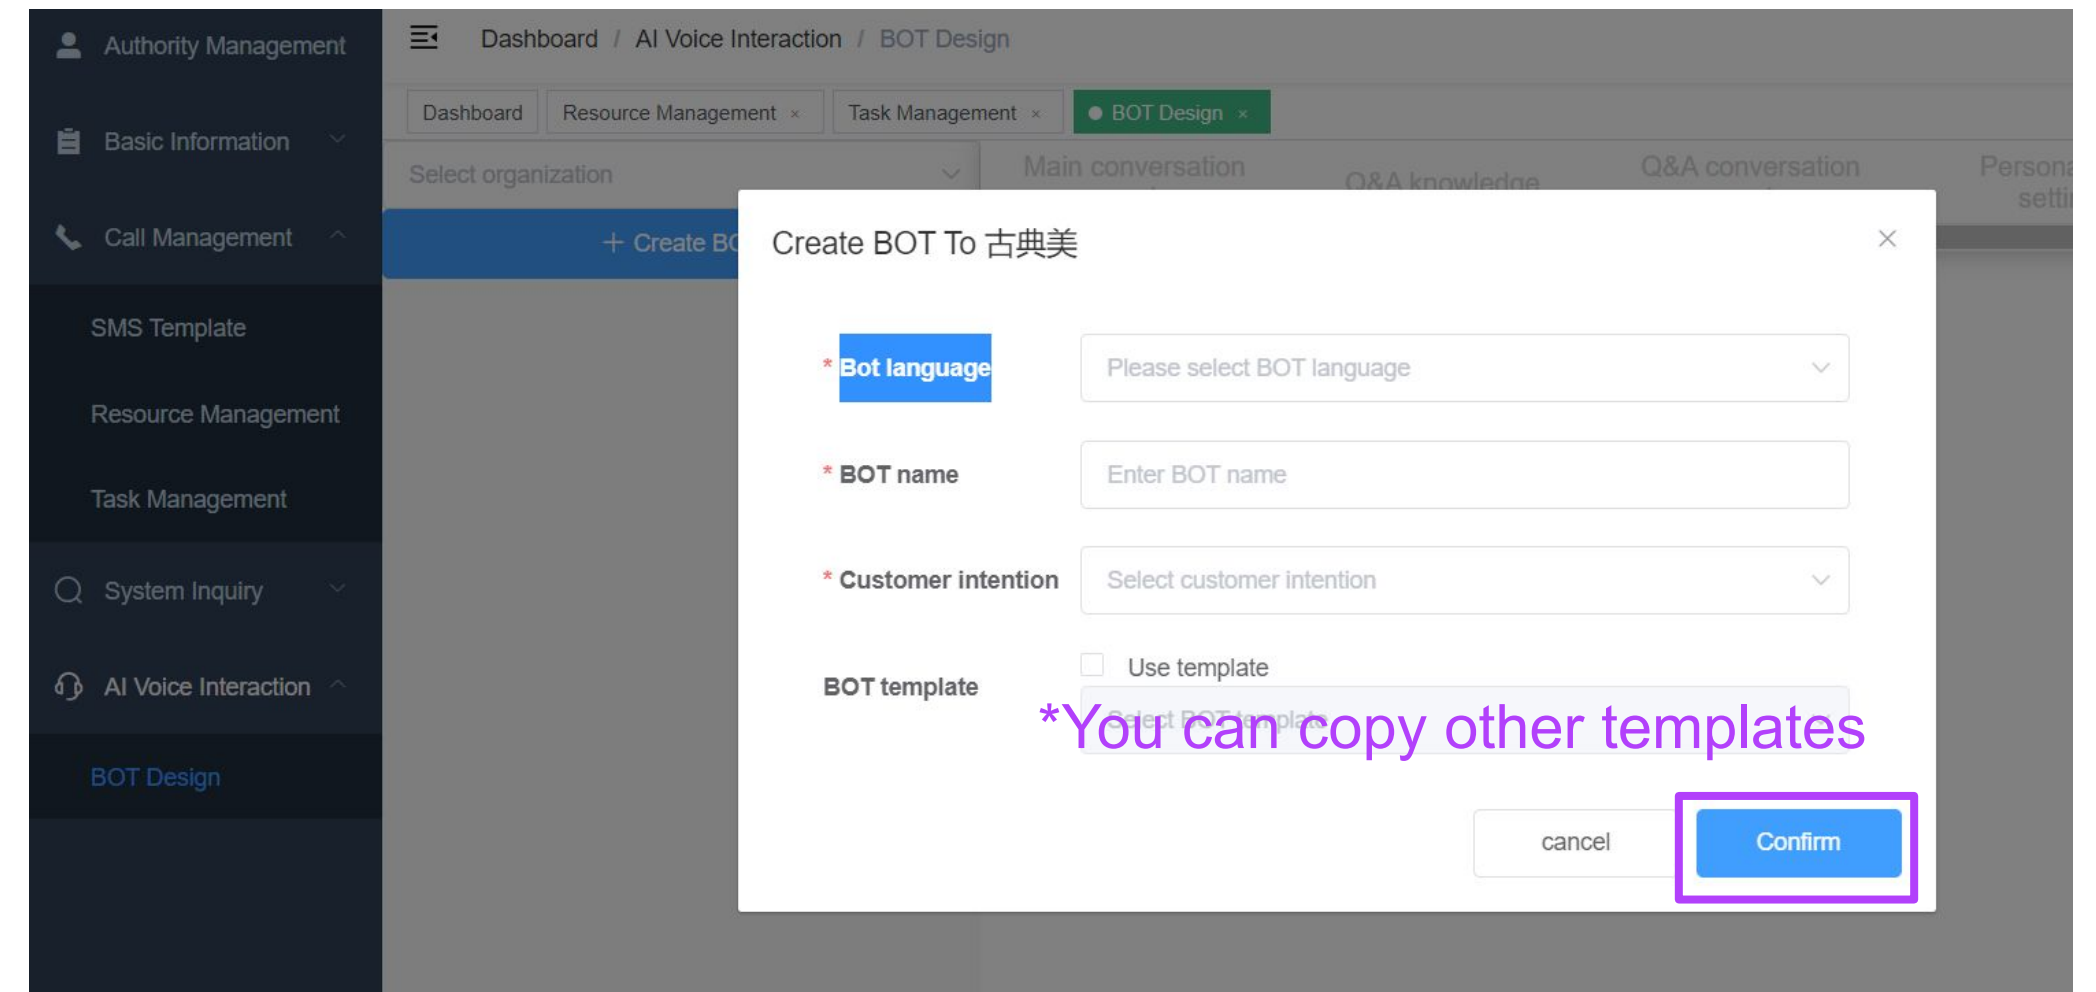 Authority Management
Dashboard / AI Voice Interaction / BOT Design
Dashboard
Resource Management ×
Task Management ×
BOT Design ×
Basic Information
Select organization
Main conversation
Q&A knowledge
Q&A conversation
Call Management
+ Create
Create BOT To 古典美
SMS Template
* Bot language
Please select BOT language
Resource Management
* BOT name
Enter BOT name
Task Management
* Customer intention
Select customer intention
System Inquiry
Use template
AI Voice Interaction
BOT template
Select BOT template
*You can copy other templates
BOT Design
cancel
Confirm